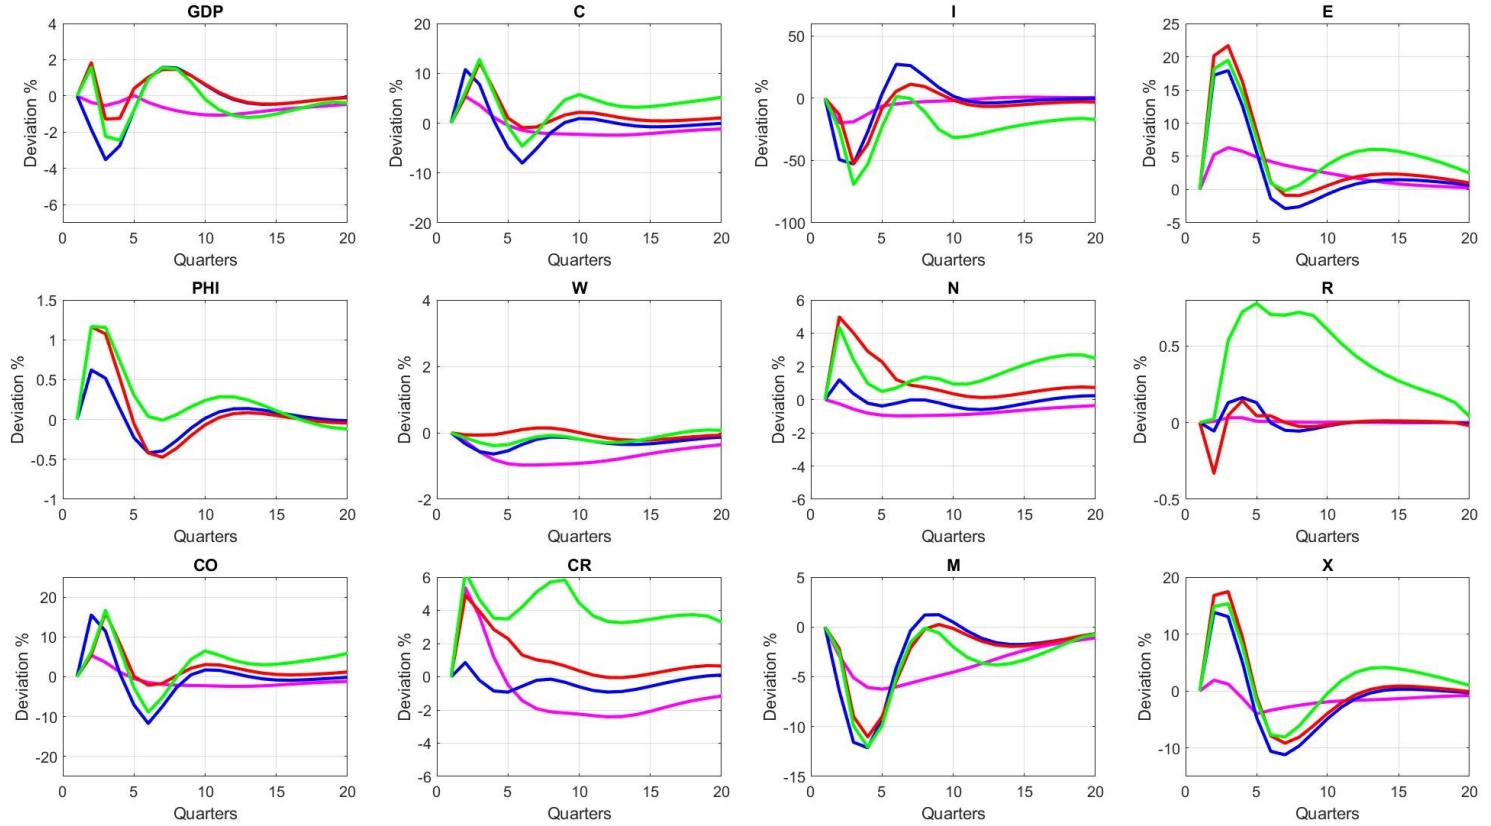 GDP
4
2
0
-2
-4
-6
Deviation %
0 5 10 15 20
Quarters
C
20
10
0
-10
-20
Deviation %
0 5 10 15 20
Quarters
I
50
0
-50
-100
Deviation %
0 5 10 15 20
Quarters
E
25
20
15
10
5
0
-5
Deviation %
0 5 10 15 20
Quarters
PHI
1.5
1
0.5
0
-0.5
-1
Deviation %
0 5 10 15 20
Quarters
W
4
2
0
-2
Deviation %
0 5 10 15 20
Quarters
N
6
4
2
0
-2
-4
-6
Deviation %
0 5 10 15 20
Quarters
R
0.5
0
-0.5
Deviation %
0 5 10 15 20
Quarters
CO
20
10
0
-10
-20
Deviation %
0 5 10 15 20
Quarters
CR
6
4
2
0
-2
-4
-6
Deviation %
0 5 10 15 20
Quarters
M
5
0
-5
-10
-15
Deviation %
0 5 10 15 20
Quarters
X
20
10
0
-10
Deviation %
0 5 10 15 20
Quarters